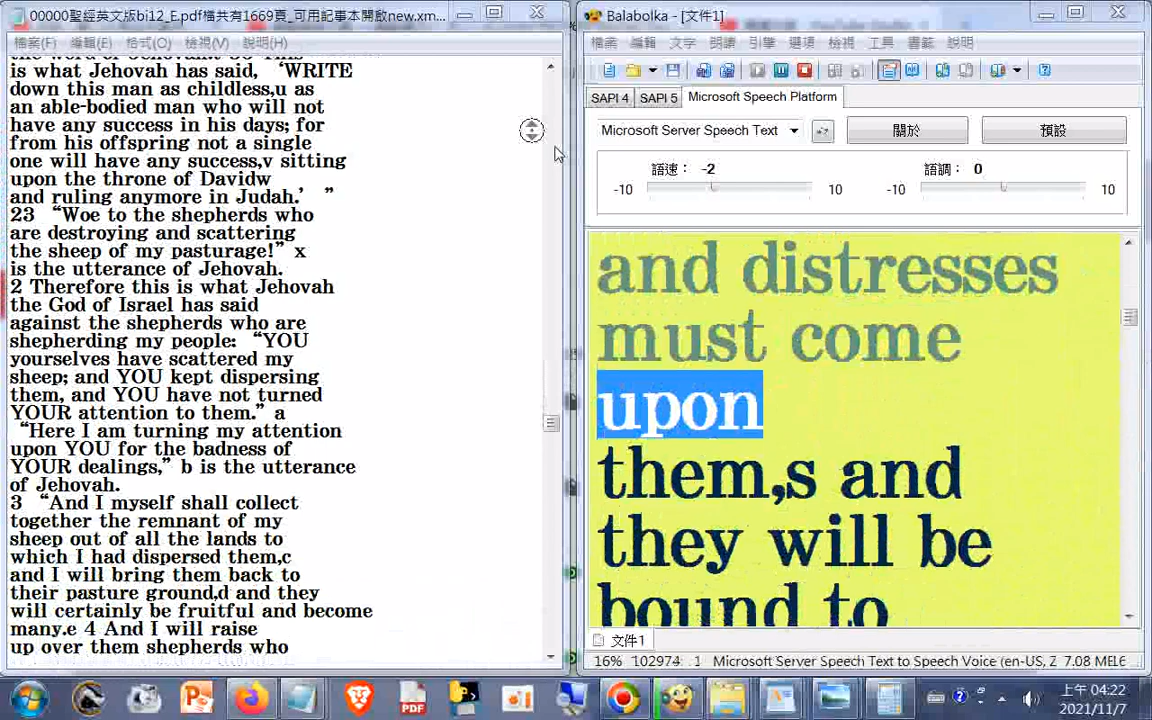 00000聖經英文版bi12_E.pdf檔共有1669頁_可用記事本開啟new.xm...
檔案(F) 編輯(E) 格式(O) 檢視(V) 說明(H)
is what Jehovah has said, ‘WRITE
down this man as childless,u as
an able-bodied man who will not
have any success in his days; for
from his offspring not a single
one will have any success,v sitting
upon the throne of Davidw
and ruling anymore in Judah.’ ”
23 “Woe to the shepherds who
are destroying and scattering
the sheep of my pasturage!” x
is the utterance of Jehovah.
2 Therefore this is what Jehovah
the God of Israel has said
against the shepherds who are
shepherding my people: “YOU
yourselves have scattered my
sheep; and YOU kept dispersing
them, and YOU have not turned
YOUR attention to them.” a
“Here I am turning my attention
upon YOU for the badness of
YOUR dealings,” b is the utterance
of Jehovah.
3 “And I myself shall collect
together the remnant of my
sheep out of all the lands to
which I had dispersed them,c
and I will bring them back to
their pasture ground,d and they
will certainly be fruitful and become
many.e 4 And I will raise
up over them shepherds who
Balabolka - [文件1]
檔案 編輯 文字 朗讀 引擎 選項 檢視 工具 書籤 說明
SAPI 4 SAPI 5 Microsoft Speech Platform
Microsoft Server Speech Text 關於 預設
語速： -2 語調： 0
-10 10 -10 10
and distresses
must come
upon
them,s and
they will be
bound to
文件1
16% 102974 : 1 Microsoft Server Speech Text to Speech Voice (en-US, Z 7.08 MEL6
PDF
上午 04:22
2021/11/7